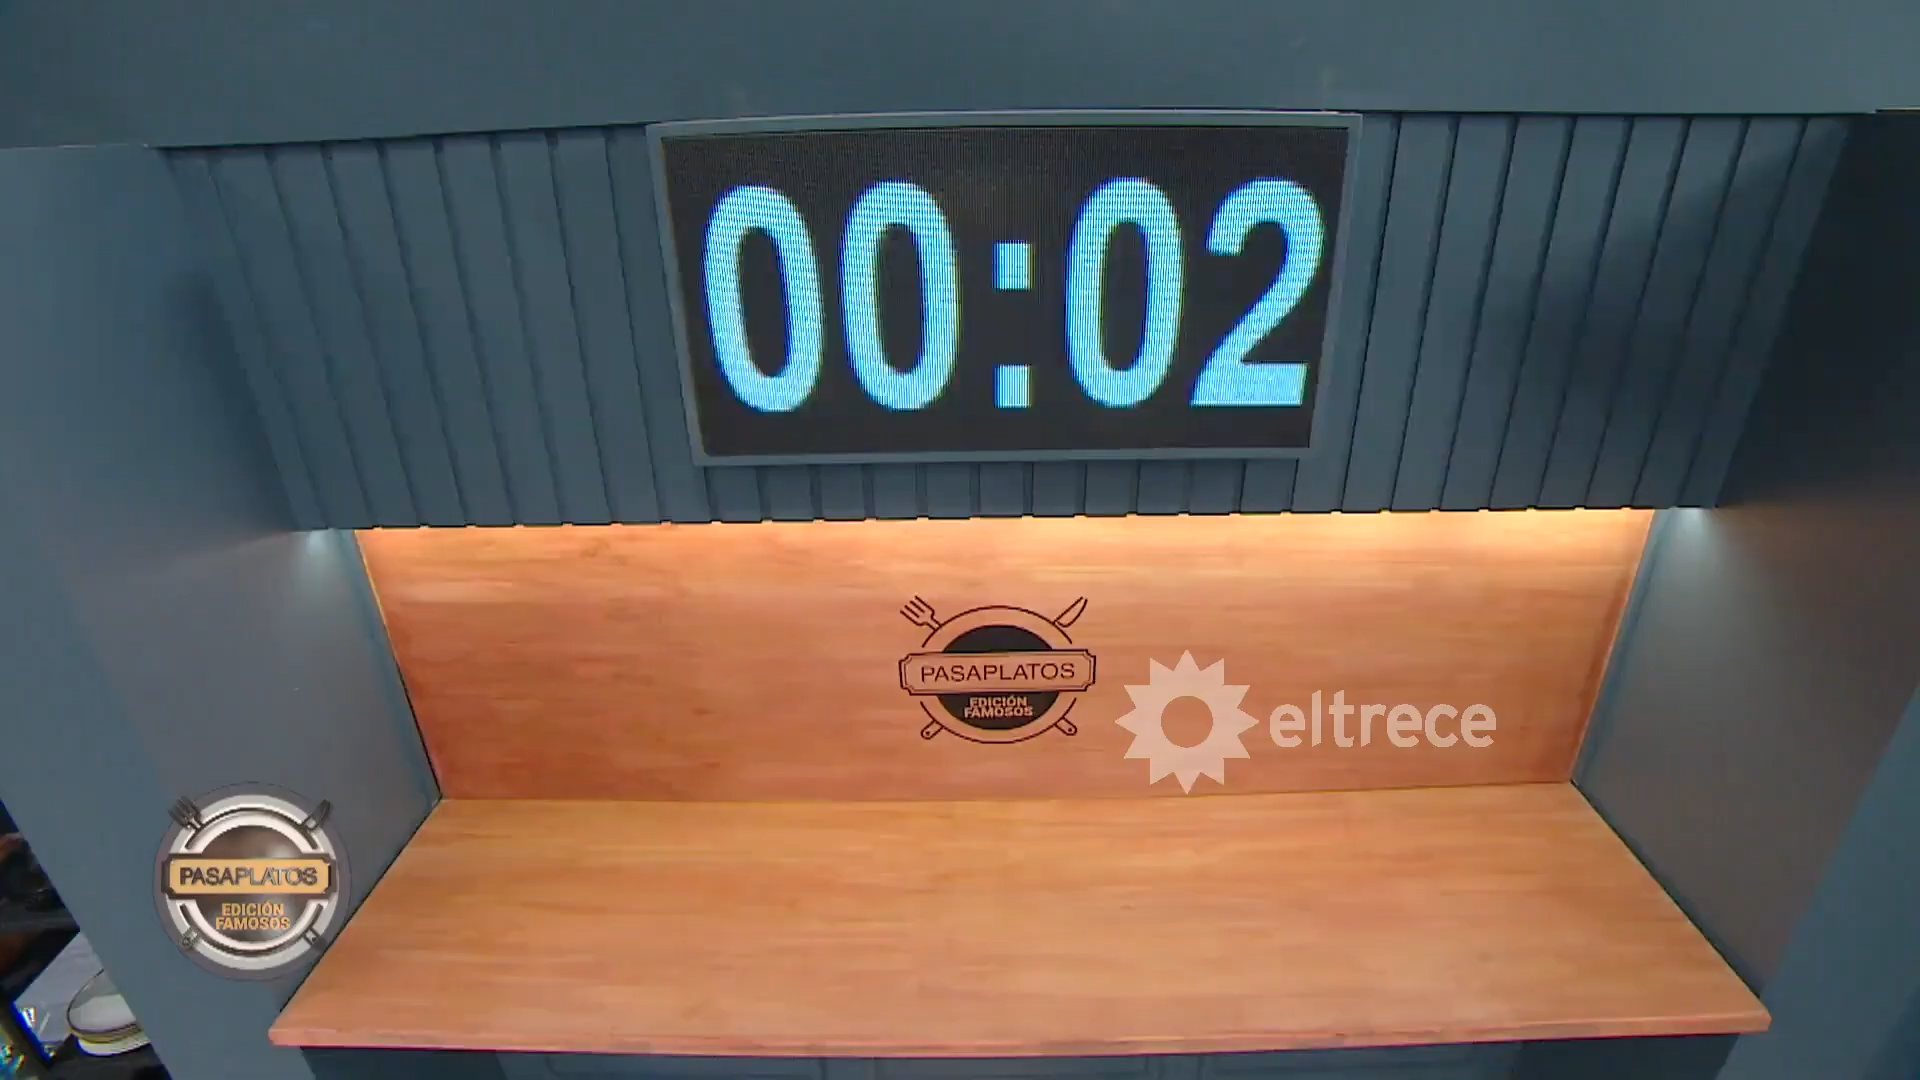 00:02
PASAPLATOS
EDICIÓN
FAMOSOS
eltrece
PASAPLATOS
EDICIÓN
FAMOSOS